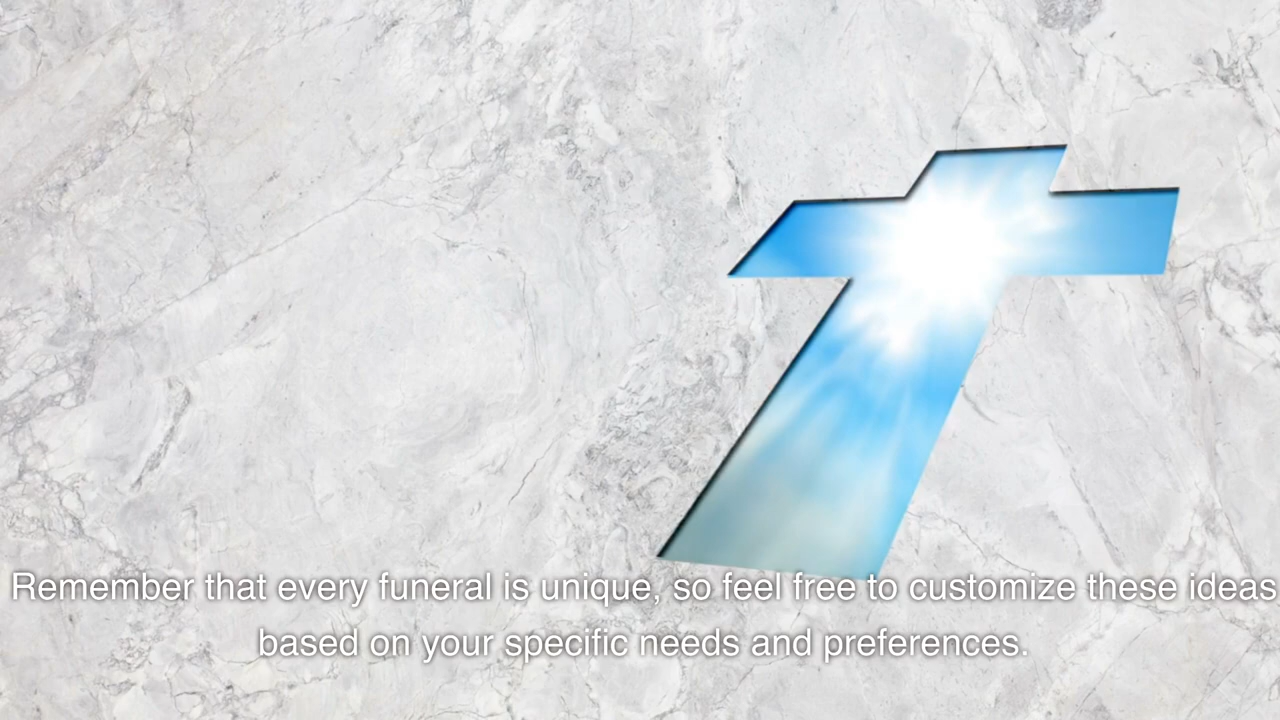 Remember that every funeral is unique, so feel free to customize these ideas
based on your specific needs and preferences.